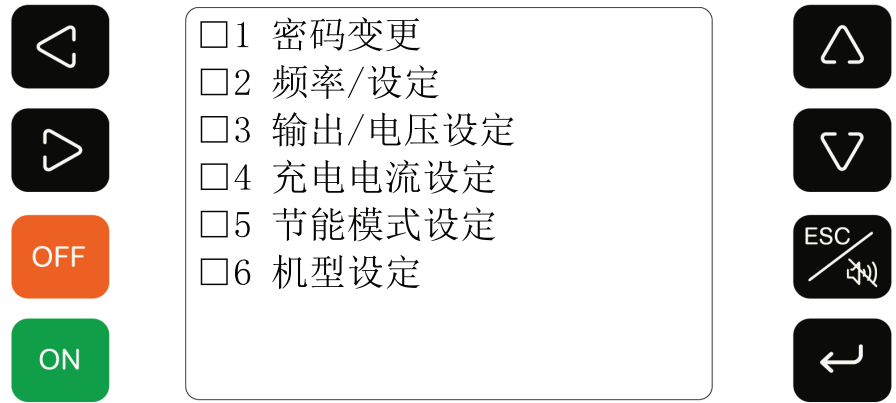 □1 密码变更
□2 频率/设定
□3 输出/电压设定
□4 充电电流设定
□5 节能模式设定
□6 机型设定
OFF
ON
ESC